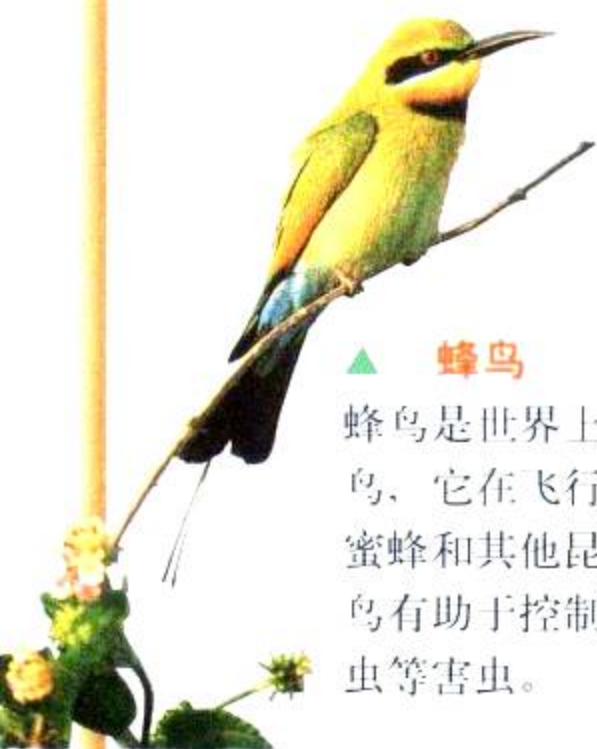 ▲ 蜂鸟
蜂鸟是世界上
鸟、它在飞行
蜜蜂和其他昆
鸟有助于控制
虫等害虫。